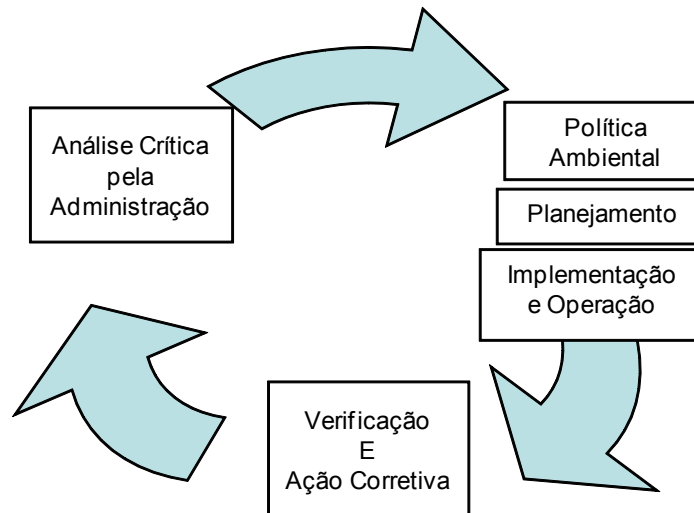 Análise Crítica
pela
Administração
Política
Ambiental
Planejamento
Implementação
e Operação
Verificação
E
Ação Corretiva